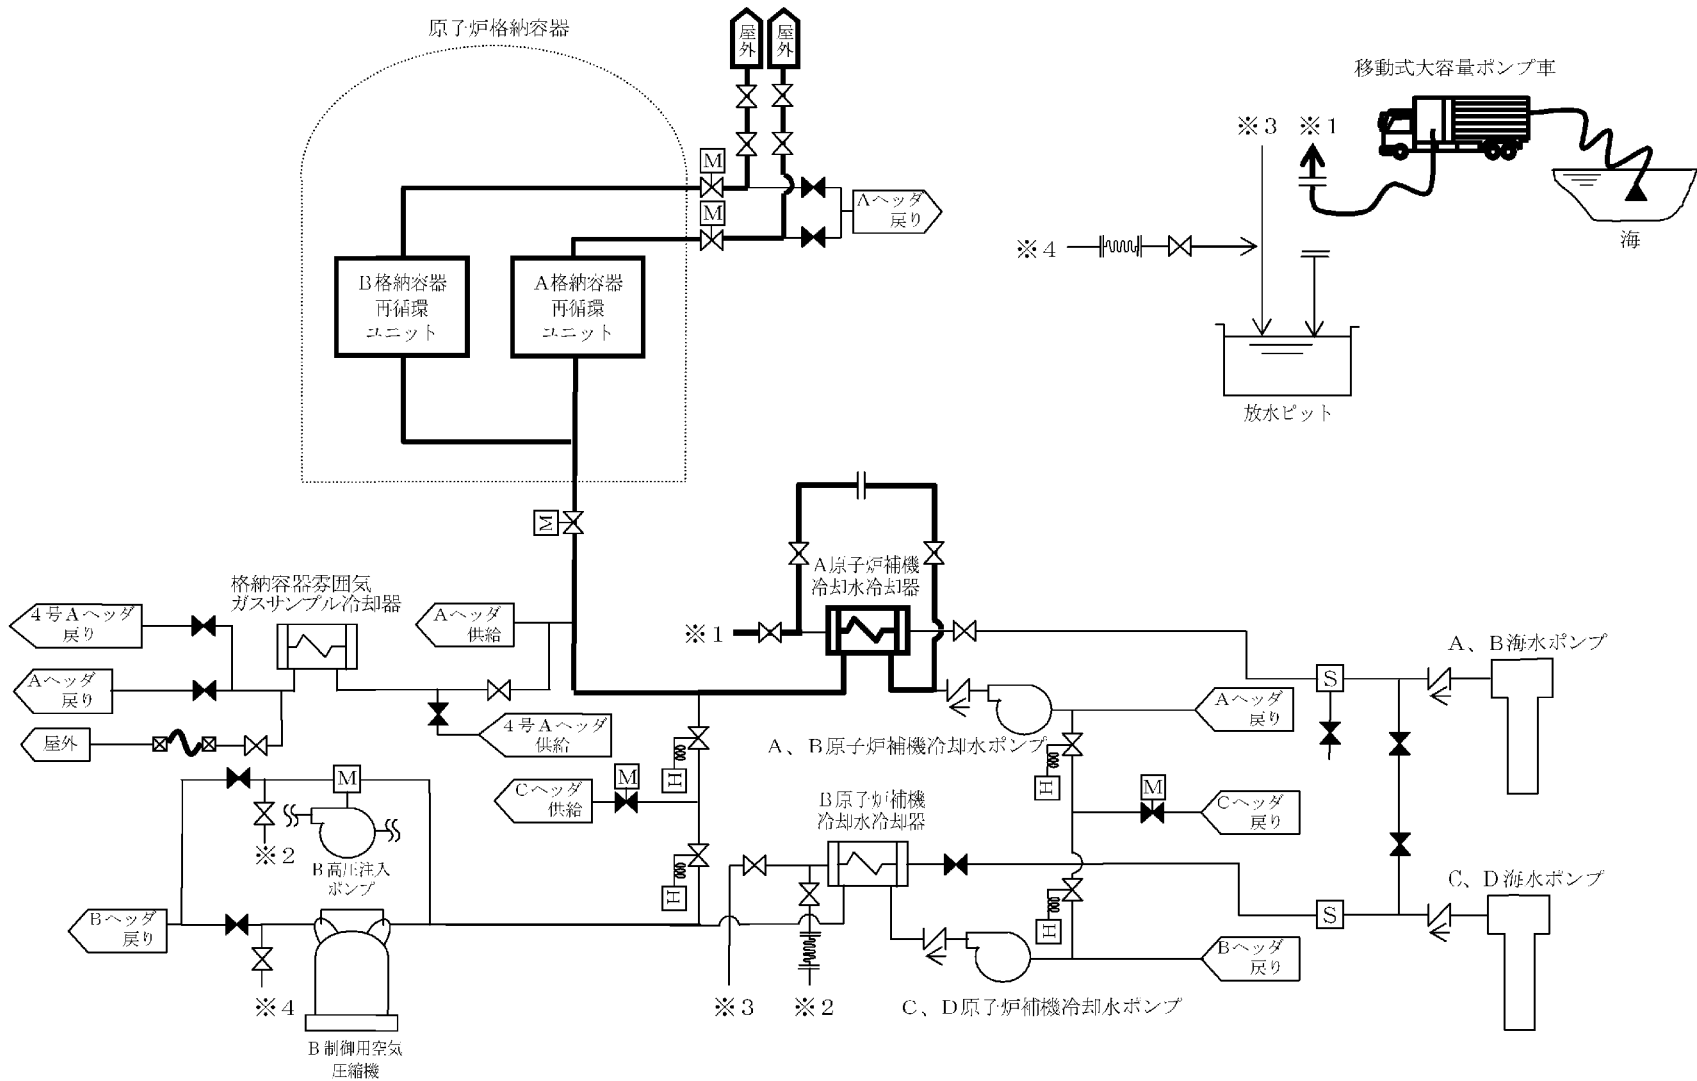 原子炉格納容器
屋外
屋外
移動式大容量ポンプ車
※3
※1
M
M
Aヘッダ
戻り
※4
海
B格納容器
再循環
ユニット
A格納容器
再循環
ユニット
放水ピット
M
A原子炉補機
冷却水冷却器
格納容器雰囲気
ガスサンプル冷却器
4号Aヘッダ
戻り
Aヘッダ
供給
※1
A、B海水ポンプ
Aヘッダ
戻り
S
Aヘッダ
戻り
4号Aヘッダ
供給
屋外
A、B原子炉補機冷却水ポンプ
H
H
M
M
M
Cヘッダ
供給
B原子炉補機
冷却水冷却器
Cヘッダ
戻り
※2
B高圧注入
ポンプ
C、D海水ポンプ
H
H
S
Bヘッダ
戻り
Bヘッダ
戻り
※4
※3
※2
C、D原子炉補機冷却水ポンプ
B制御用空気
圧縮機